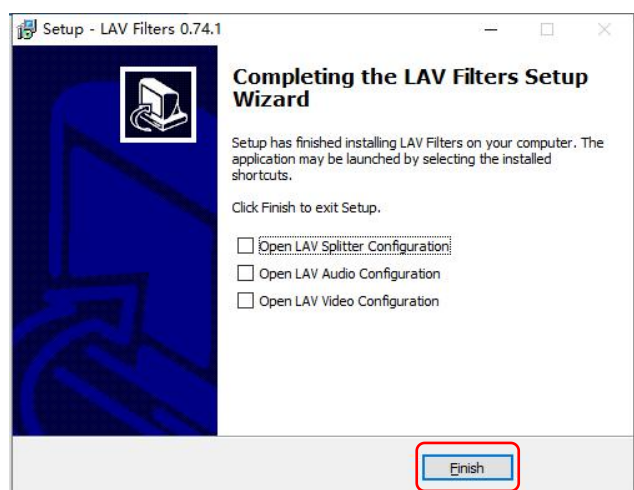 Setup - LAV Filters 0.74.1
Completing the LAV Filters Setup
Wizard
Setup has finished installing LAV Filters on your computer. The
application may be launched by selecting the installed
shortcuts.
Click Finish to exit Setup.
Open LAV Splitter Configuration
Open LAV Audio Configuration
Open LAV Video Configuration
Finish